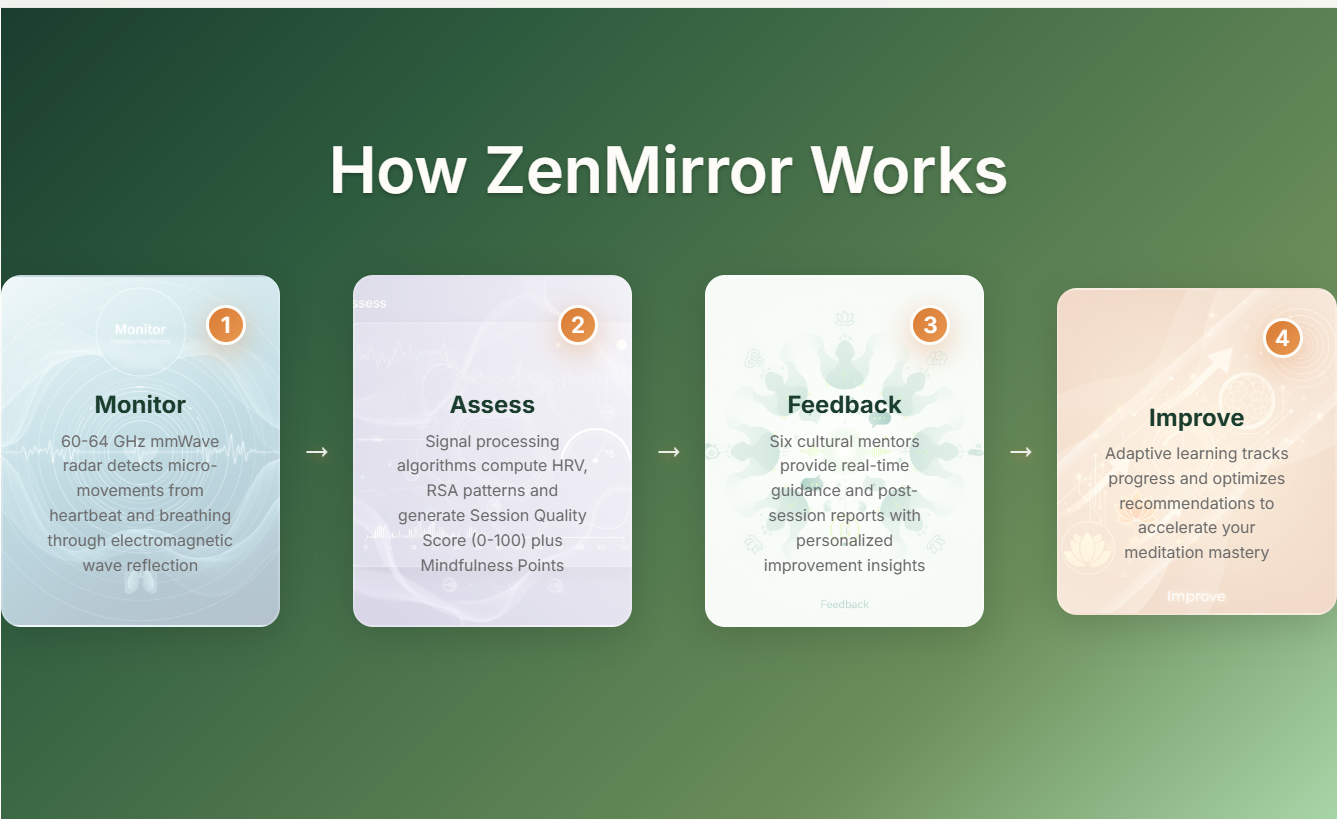 How ZenMirror Works
Monitor
1
Monitor
60-64 GHz mmWave
radar detects micro-
movements from
heartbeat and breathing
through electromagnetic
wave reflection
→
ssess
2
Assess
Signal processing
algorithms compute HRV,
RSA patterns and
generate Session Quality
Score (0-100) plus
Mindfulness Points
→
3
Feedback
Six cultural mentors
provide real-time
guidance and post-
session reports with
personalized
improvement insights
Feedback
→
4
Improve
Adaptive learning tracks
progress and optimizes
recommendations to
accelerate your
meditation mastery
Improve